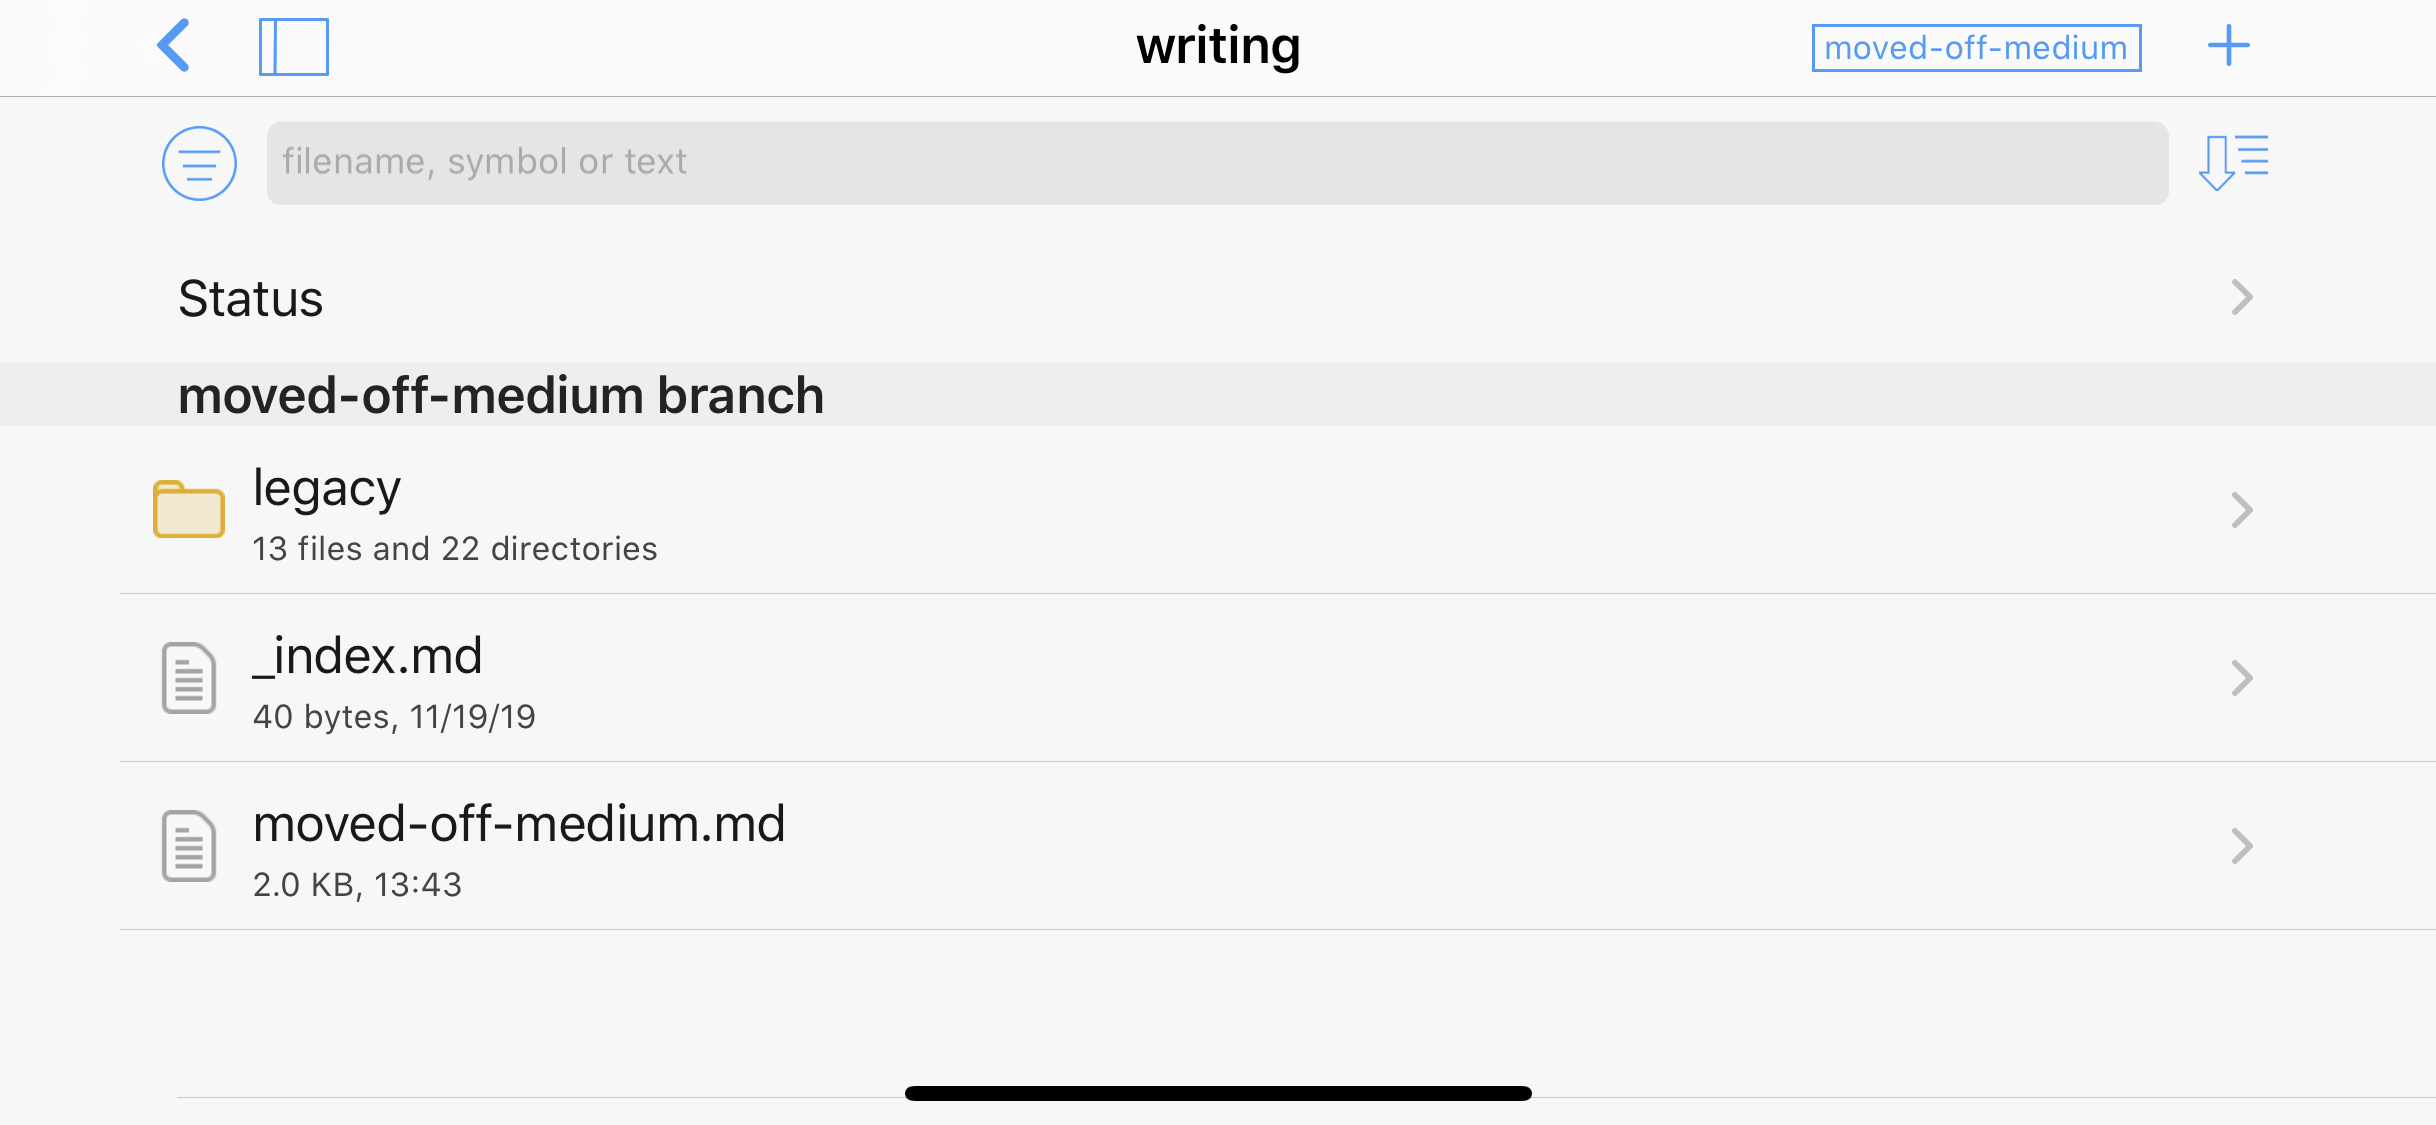 writing
moved-off-medium
filename, symbol or text
Status
moved-off-medium branch
legacy
13 files and 22 directories
_index.md
40 bytes, 11/19/19
moved-off-medium.md
2.0 KB, 13:43